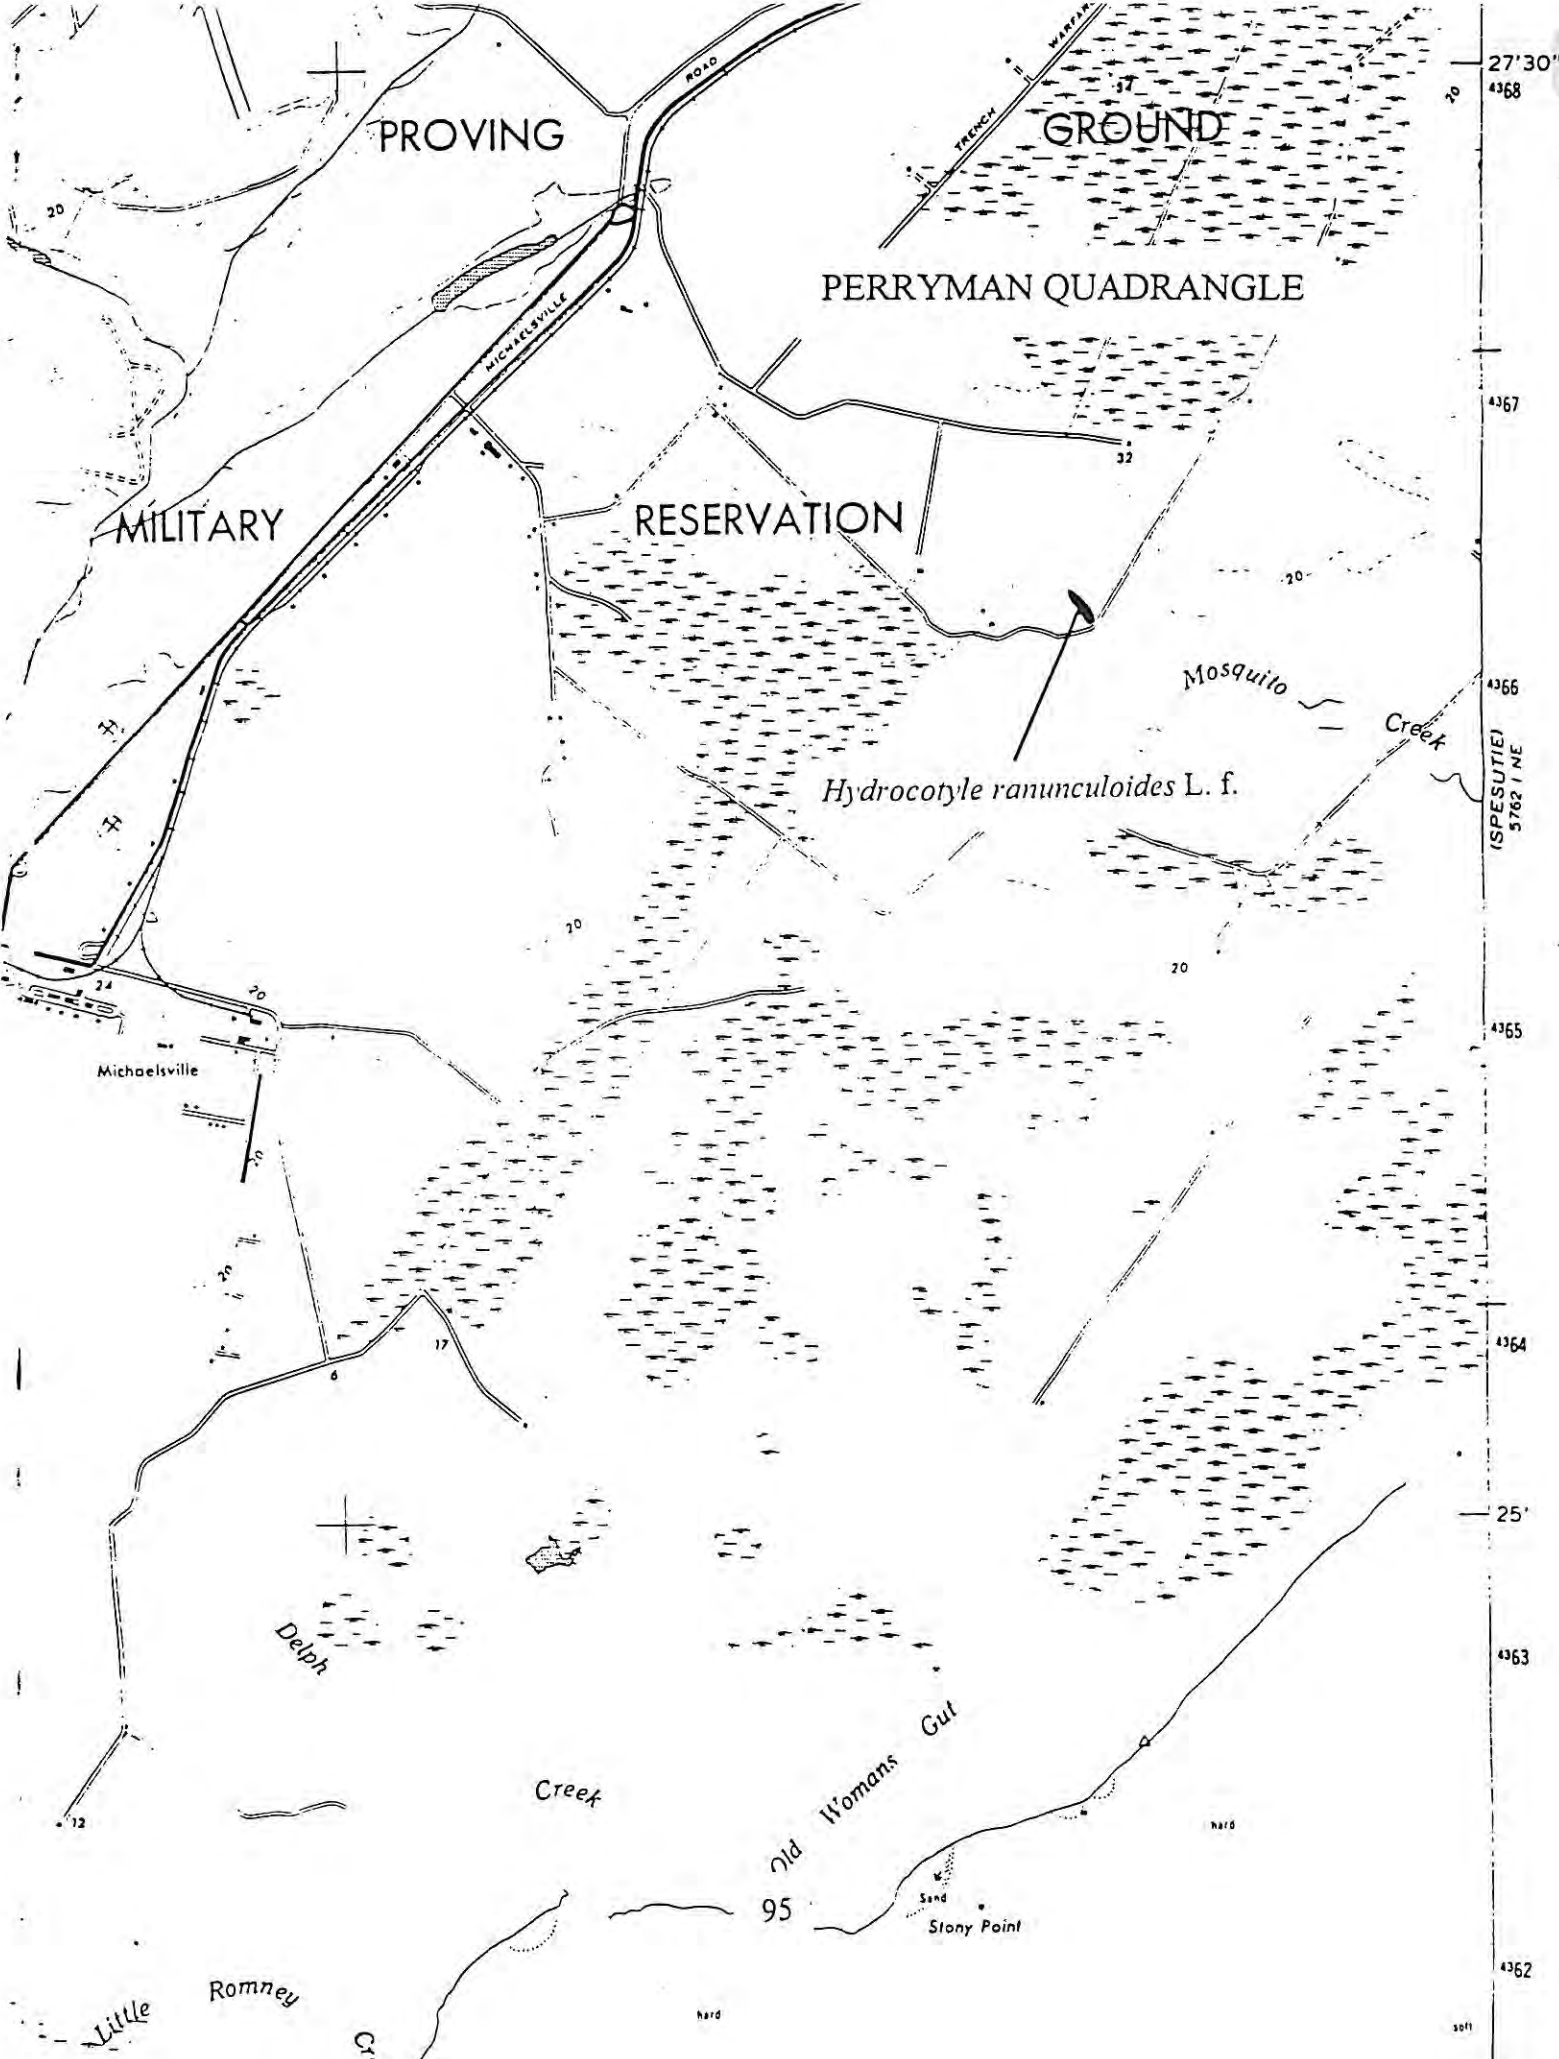 27'30"
4368
20
ROAD
WARFARE
TRENCH
PROVING
GROUND
20
PERRYMAN QUADRANGLE
MICHAELSVILLE
4367
32
MILITARY
RESERVATION
20
Mosquito
Creek
4366
(SPESUTIE)
5762 I NE
Hydrocotyle ranunculoides L. f.
20
20
24
20
4365
Michaelsville
20
20
17
6
4364
25'
Delph
Creek
4363
Old Womans Gut
12
hard
Sand
Stony Point
95
4362
Little
Romney
Cr
hard
soft